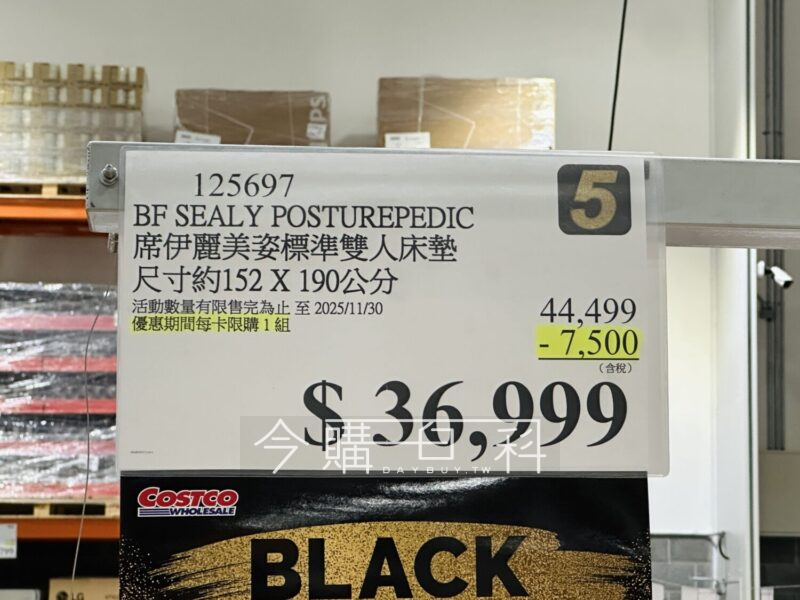 125697
5
BF SEALY POSTUREPEDIC
席伊麗美姿標準雙人床墊
尺寸約152 X 190公分
活動數量有限售完為止 至 2025/11/30
優惠期間每卡限購 1 組
44,499
- 7,500
(含稅)
$ 36,999
今購百科
DAYBUY.TW
COSTCO
WHOLESALE
BLACK
LG